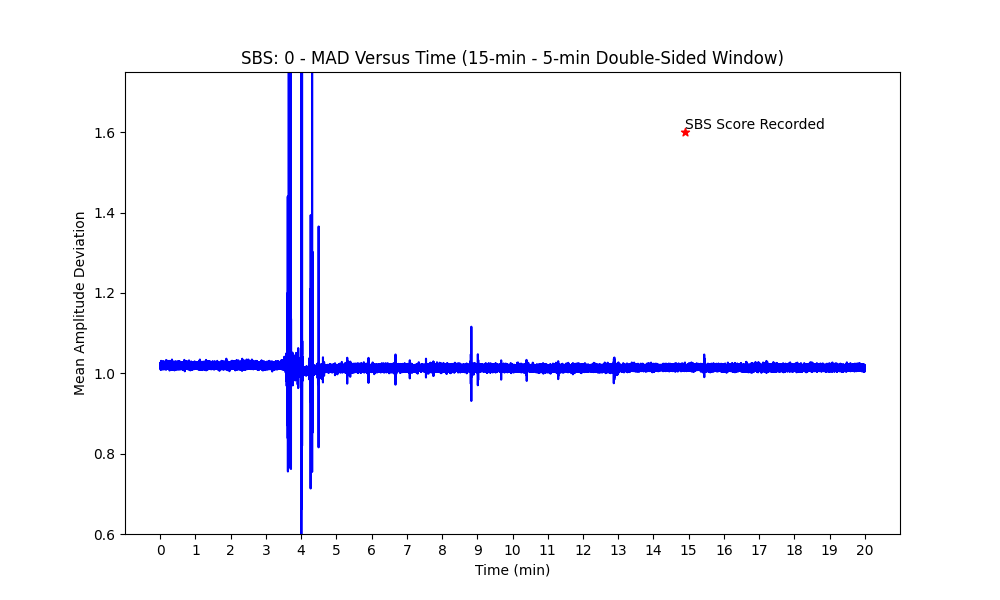 SBS: 0 - MAD Versus Time (15-min - 5-min Double-Sided Window)
SBS Score Recorded
Mean Amplitude Deviation
1.6
1.4
1.2
1.0
0.8
0.6
0 1 2 3 4 5 6 7 8 9 10 11 12 13 14 15 16 17 18 19 20
Time (min)